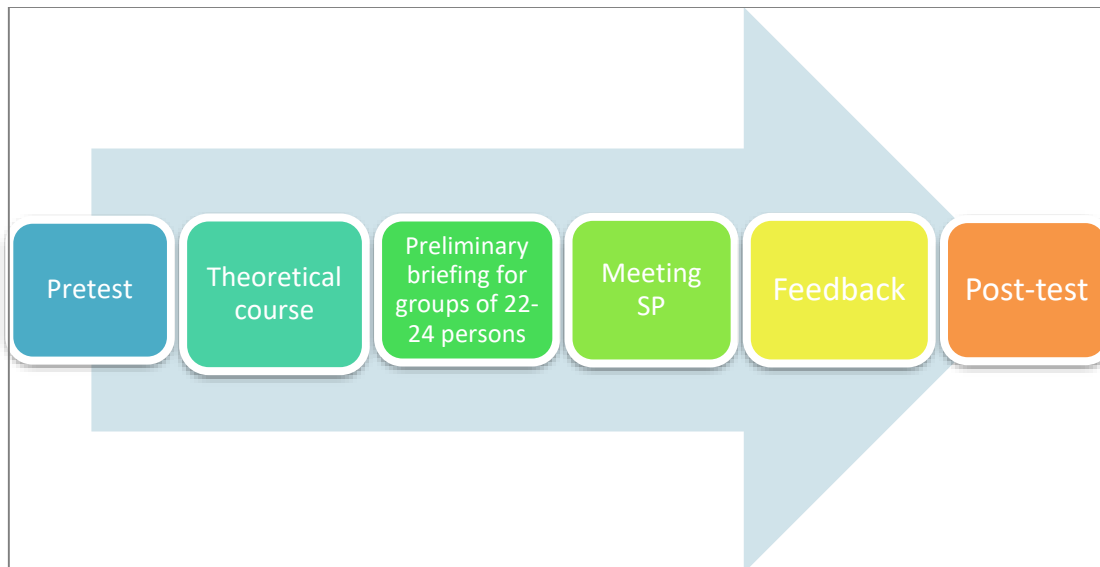 Pretest
Theoretical
course
Preliminary
briefing for
groups of 22-
24 persons
Meeting
SP
Feedback
Post-test